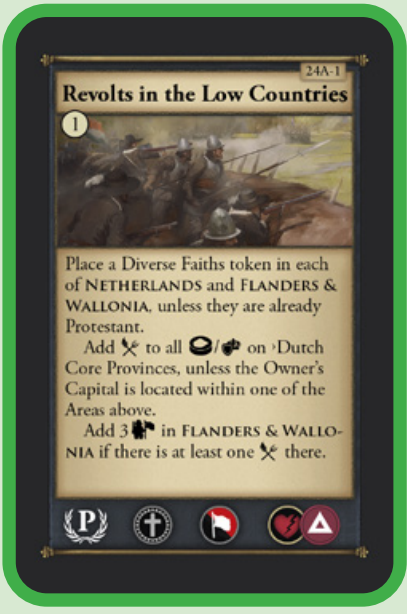 24A-1
Revolts in the Low Countries
1
Place a Diverse Faiths token in each
of NETHERLANDS and FLANDERS &
WALLONIA, unless they are already
Protestant.
Add to all / on ›Dutch
Core Provinces, unless the Owner's
Capital is located within one of the
Areas above.
Add 3 in FLANDERS & WALLO-
NIA if there is at least one there.
P